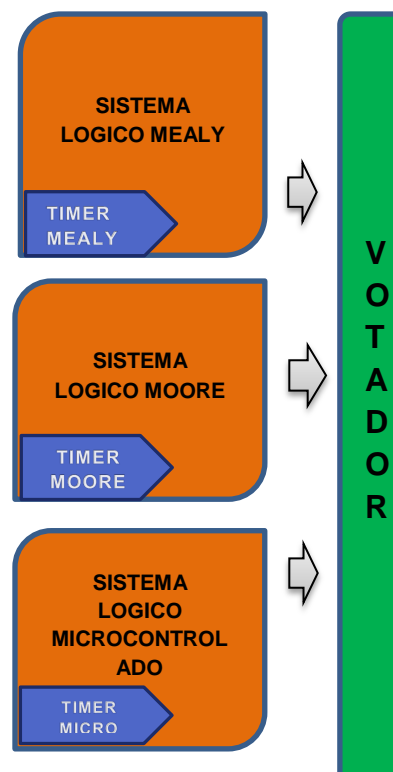 SISTEMA
LOGICO MEALY
TIMER
MEALY
SISTEMA
LOGICO MOORE
TIMER
MOORE
SISTEMA
LOGICO
MICROCONTROL
ADO
TIMER
MICRO
V
O
T
A
D
O
R